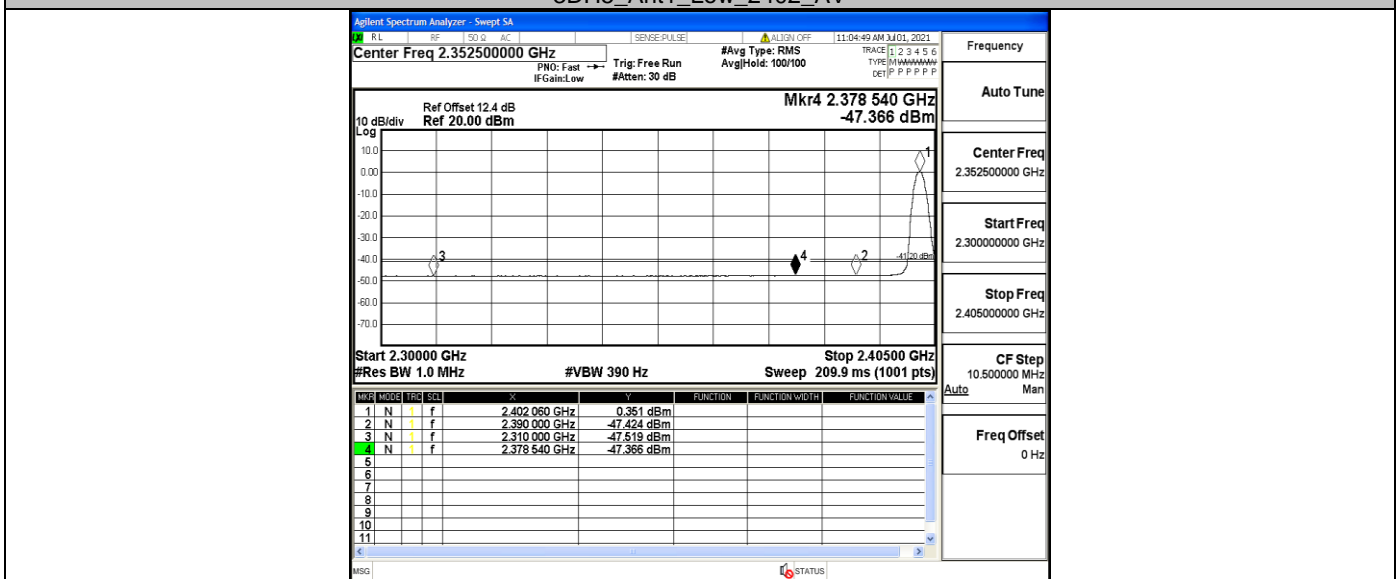 3DH5_Ant1_Low_2402_AV
Agilent Spectrum Analyzer - Swept SA
RL RF 50 Ω AC SENSE:PULSE ALIGN OFF 11:04:49 AM Jul 01, 2021
Center Freq 2.352500000 GHz
PNO: Fast
IFGain:Low
Trig: Free Run
#Atten: 30 dB
#Avg Type: RMS
Avg|Hold: 100/100
TRACE 1 2 3 4 5 6
TYPE M WWWWW
DET P P P P P P
Ref Offset 12.4 dB
10 dB/div Ref 20.00 dBm
Log
Mkr4 2.378 540 GHz
-47.366 dBm
10.0
0.00
-10.0
-20.0
-30.0
-40.0
-50.0
-60.0
-70.0
1
2
3
4
-41.20 dBm
Start 2.30000 GHz Stop 2.40500 GHz
#Res BW 1.0 MHz #VBW 390 Hz Sweep 209.9 ms (1001 pts)
MKR MODE TRC SCL X Y FUNCTION FUNCTION WIDTH FUNCTION VALUE
1 N 1 f 2.402 060 GHz 0.351 dBm
2 N 1 f 2.390 000 GHz -47.424 dBm
3 N 1 f 2.310 000 GHz -47.519 dBm
4 N 1 f 2.378 540 GHz -47.366 dBm
5
6
7
8
9
10
11
MSG STATUS
Frequency
Auto Tune
Center Freq
2.352500000 GHz
Start Freq
2.300000000 GHz
Stop Freq
2.405000000 GHz
CF Step
10.500000 MHz
Auto Man
Freq Offset
0 Hz